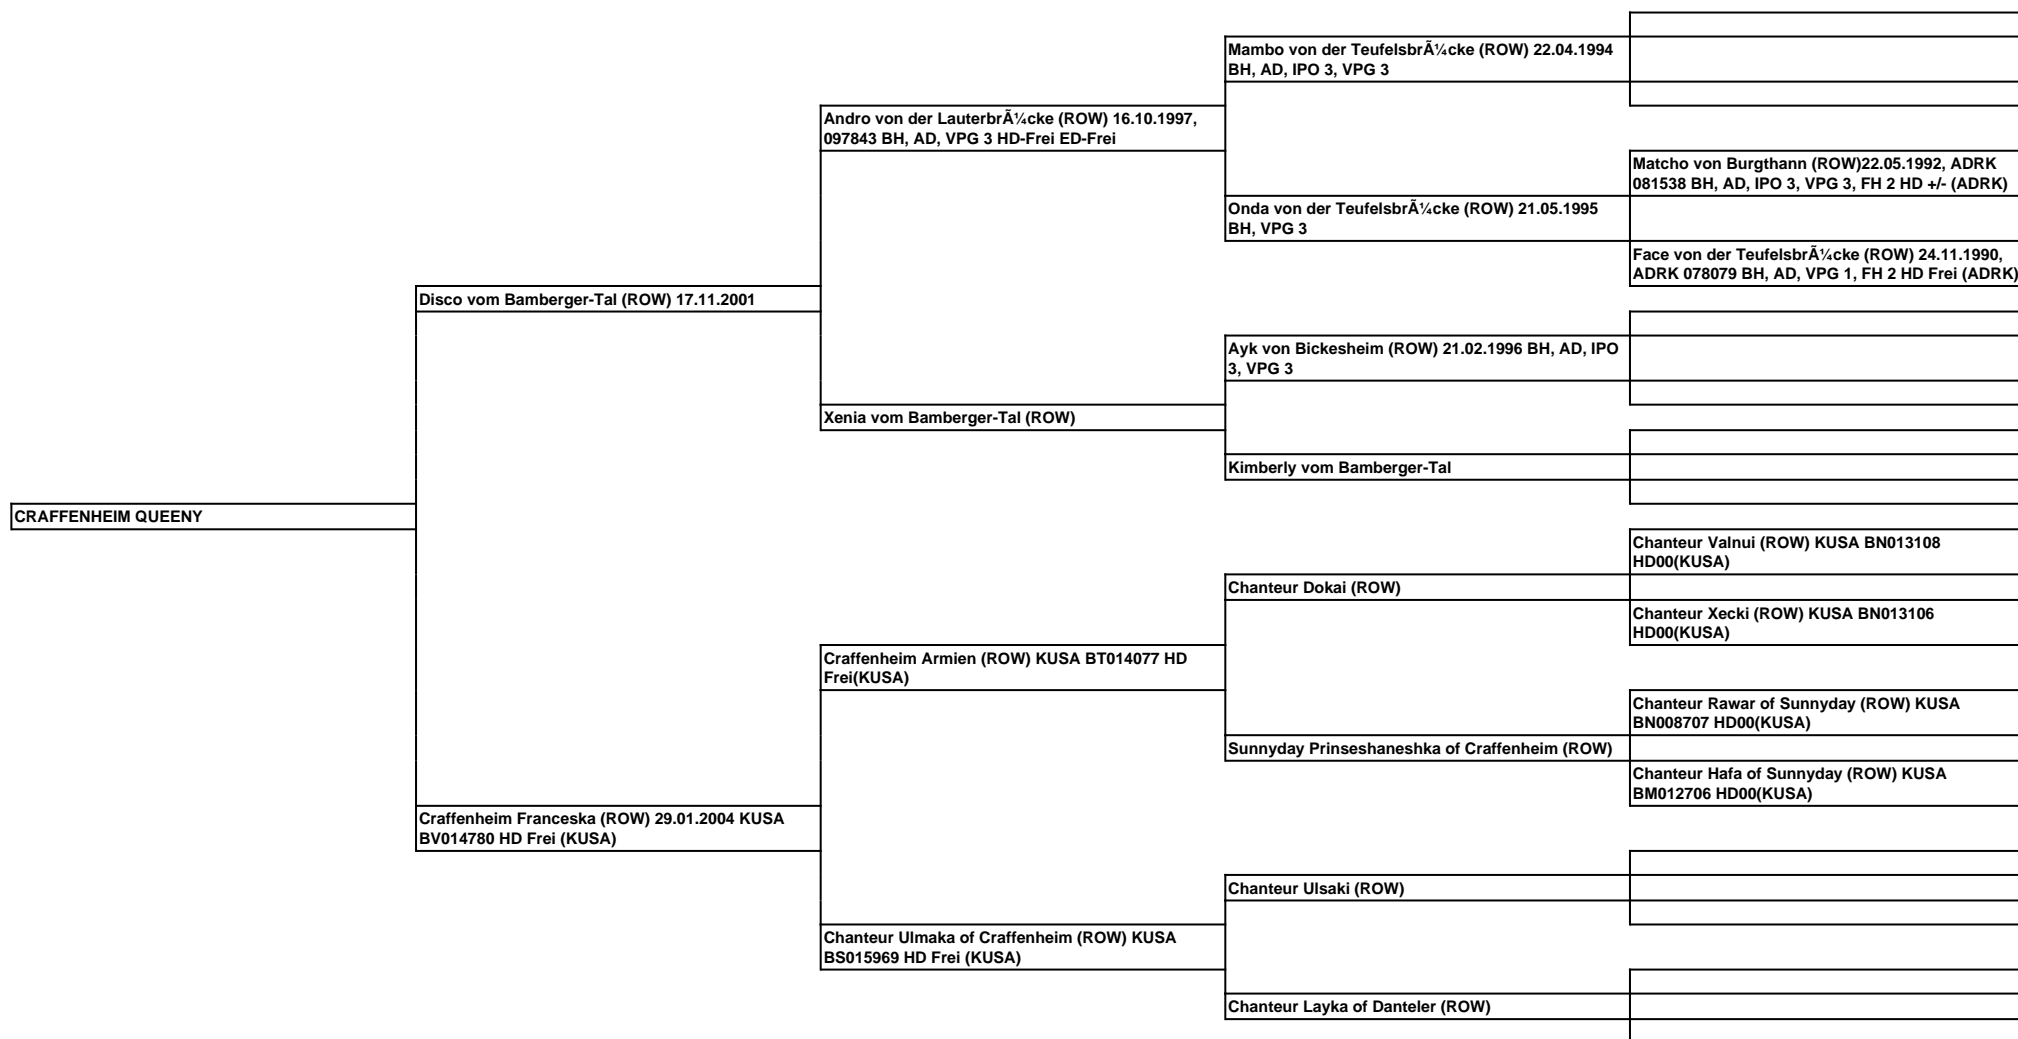 Mambo von der TeufelsbrÃ¼cke (ROW) 22.04.1994
BH, AD, IPO 3, VPG 3
Andro von der LauterbrÃ¼cke (ROW) 16.10.1997,
097843 BH, AD, VPG 3 HD-Frei ED-Frei
Matcho von Burgthann (ROW)22.05.1992, ADRK
081538 BH, AD, IPO 3, VPG 3, FH 2 HD +/- (ADRK)
Onda von der TeufelsbrÃ¼cke (ROW) 21.05.1995
BH, VPG 3
Face von der TeufelsbrÃ¼cke (ROW) 24.11.1990,
ADRK 078079 BH, AD, VPG 1, FH 2 HD Frei (ADRK)
Disco vom Bamberger-Tal (ROW) 17.11.2001
Ayk von Bickesheim (ROW) 21.02.1996 BH, AD, IPO
3, VPG 3
Xenia vom Bamberger-Tal (ROW)
Kimberly vom Bamberger-Tal
CRAFFENHEIM QUEENY
Chanteur Valnui (ROW) KUSA BN013108
HD00(KUSA)
Chanteur Dokai (ROW)
Chanteur Xecki (ROW) KUSA BN013106
HD00(KUSA)
Craffenheim Armien (ROW) KUSA BT014077 HD
Frei(KUSA)
Chanteur Rawar of Sunnyday (ROW) KUSA
BN008707 HD00(KUSA)
Sunnyday Prinseshaneshka of Craffenheim (ROW)
Chanteur Hafa of Sunnyday (ROW) KUSA
BM012706 HD00(KUSA)
Craffenheim Franceska (ROW) 29.01.2004 KUSA
BV014780 HD Frei (KUSA)
Chanteur Ulsaki (ROW)
Chanteur Ulmaka of Craffenheim (ROW) KUSA
BS015969 HD Frei (KUSA)
Chanteur Layka of Danteler (ROW)